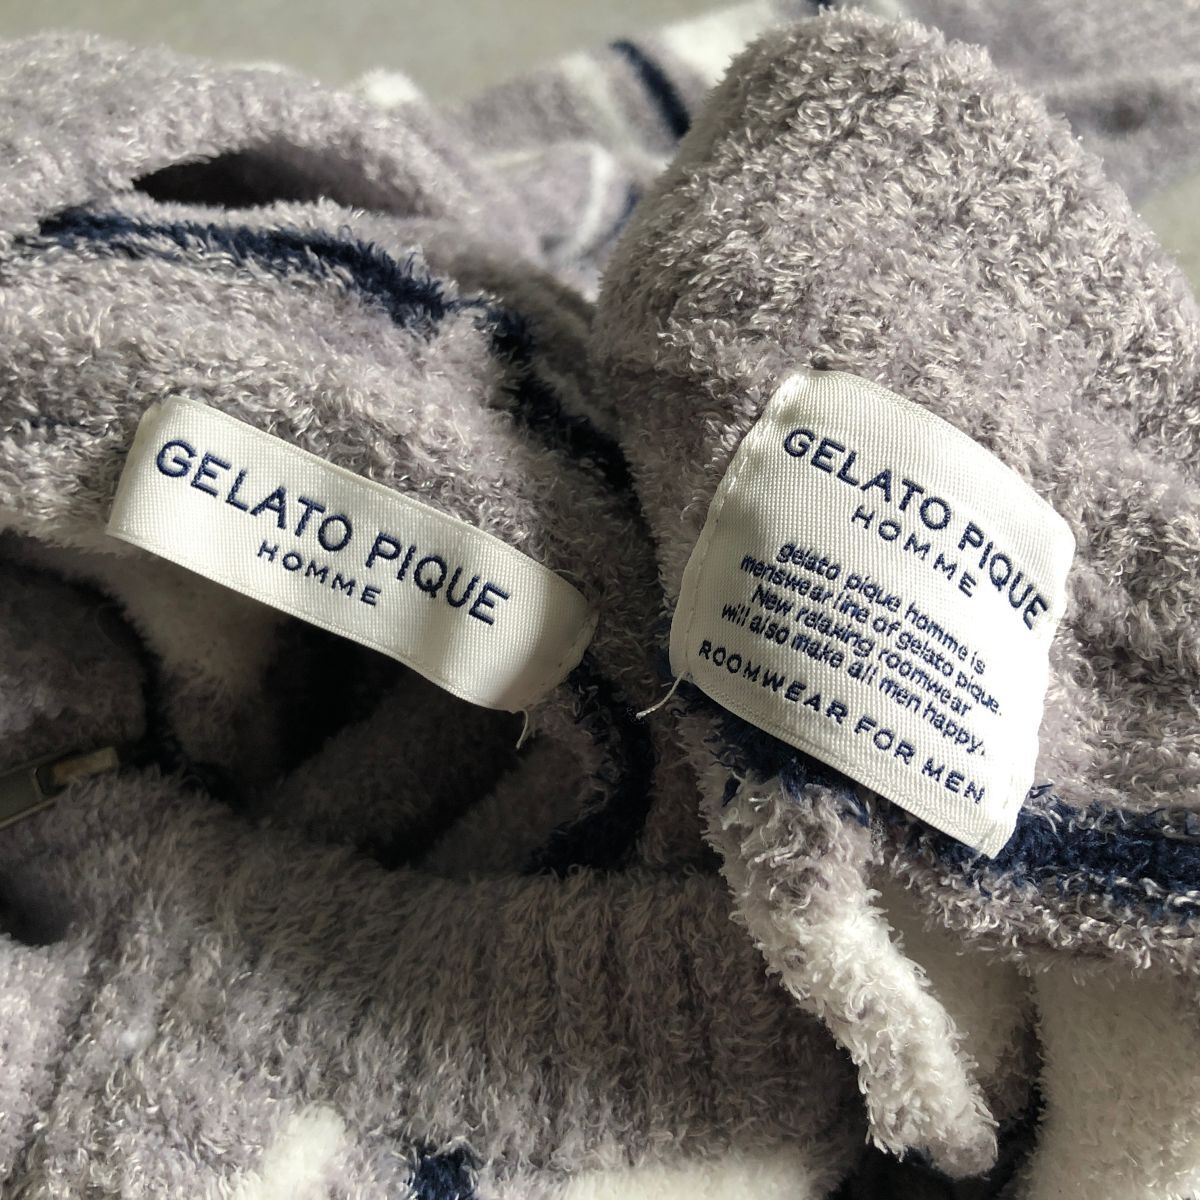 GELATO PIQUE
HOMME
GELATO PIQUE
HOMME
gelato pique homme is
menswear line of gelato pique.
New relaxing roomwear
will also make all men happy.
ROOMWEAR FOR MEN